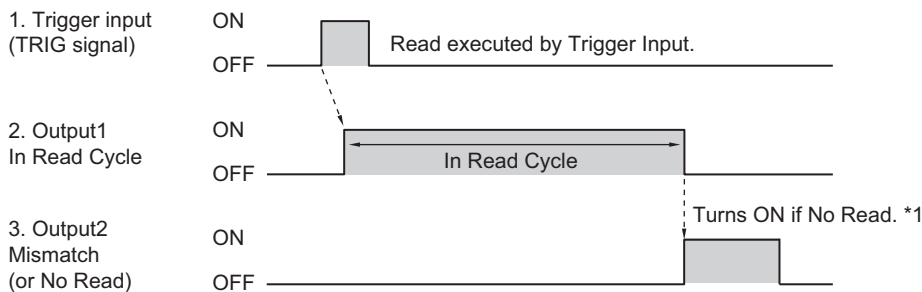 1. Trigger input
(TRIG signal)
ON
OFF
Read executed by Trigger Input.
2. Output1
In Read Cycle
ON
OFF
In Read Cycle
3. Output2
Mismatch
(or No Read)
ON
OFF
Turns ON if No Read. *1